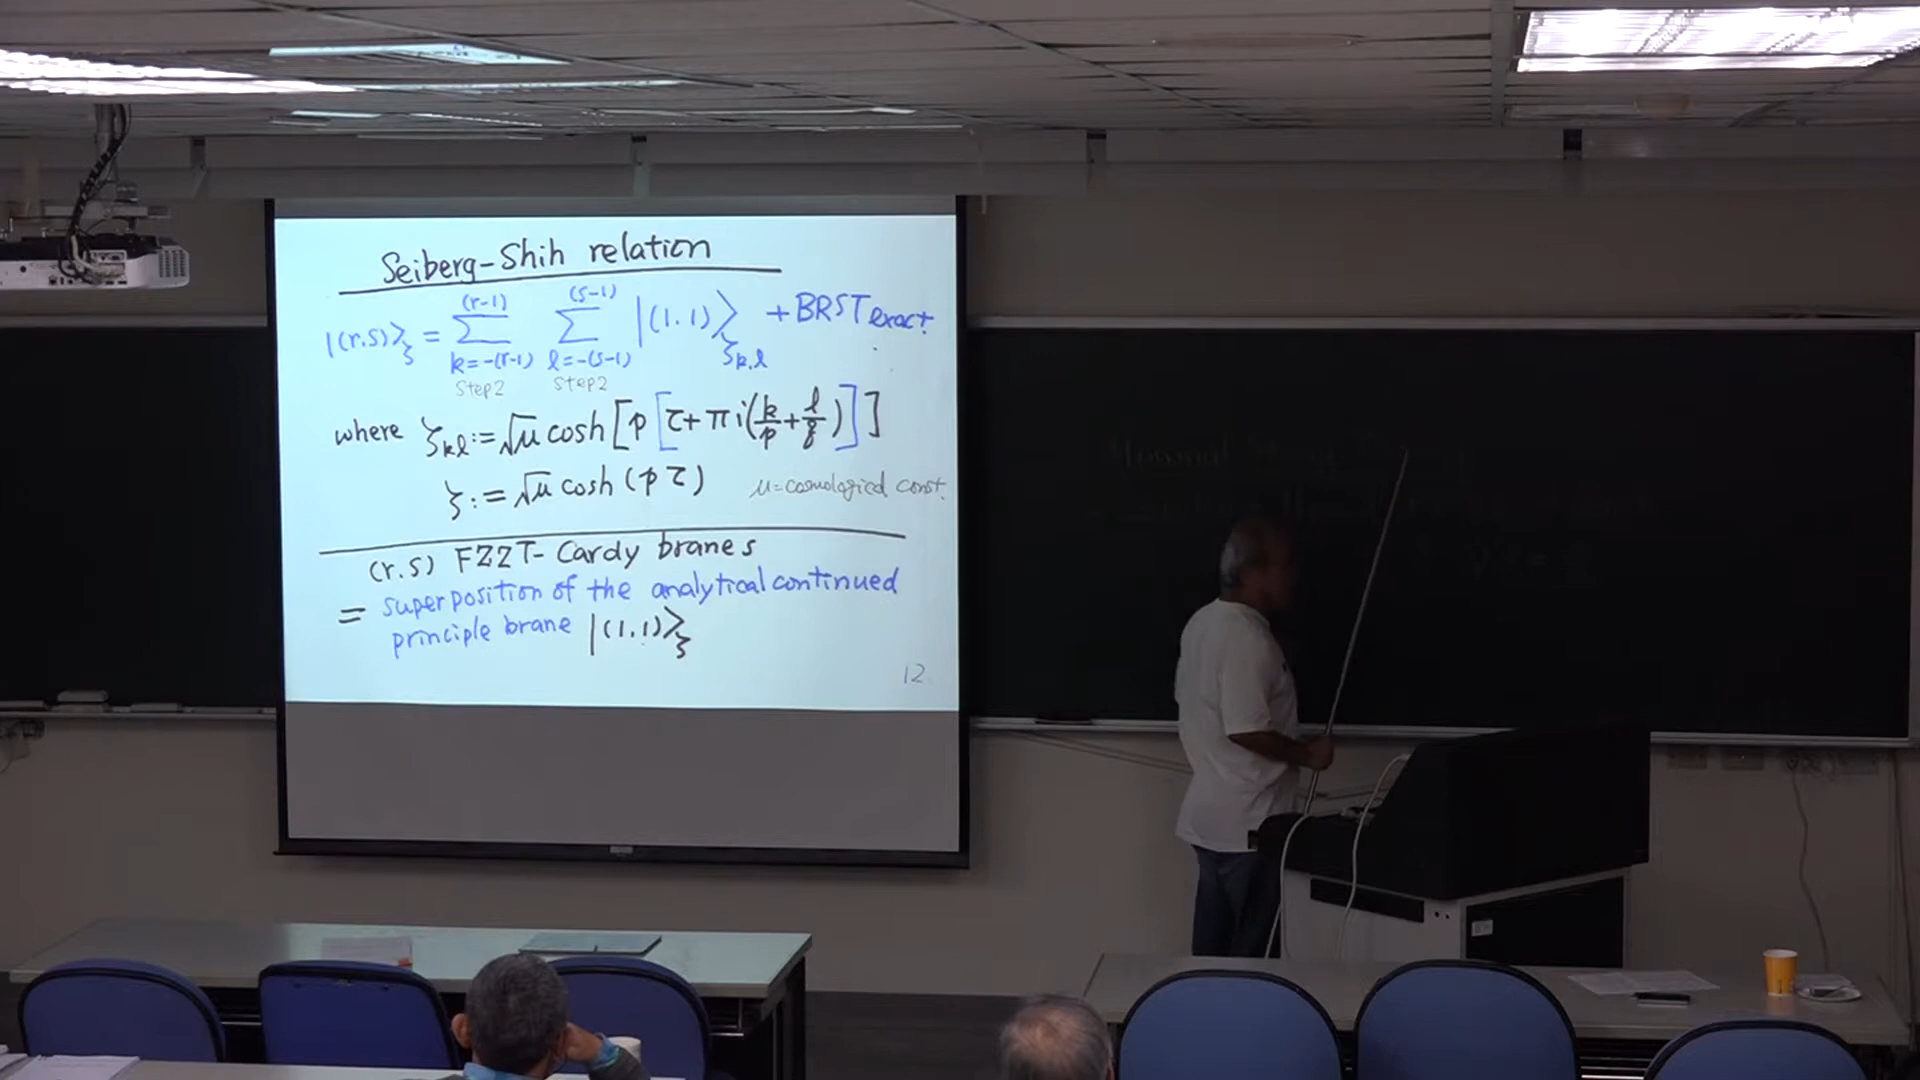 Seiberg-Shih relation
|(r.s)⟩_ζ = Σ_{k=-(r-1)}^{(r-1)} Σ_{ℓ=-(s-1)}^{(s-1)} |(1.1)⟩_{ζ_{k,ℓ}} + BRST exact
step2 step2
where ζ_{kℓ} := √μ cosh [p [τ + πi(k/p + ℓ/q)]]
ζ := √μ cosh (pτ) μ = cosmological const.
(r.s) FZZT-Cardy branes
= superposition of the analytical continued
principle brane |(1.1)⟩_ζ
12